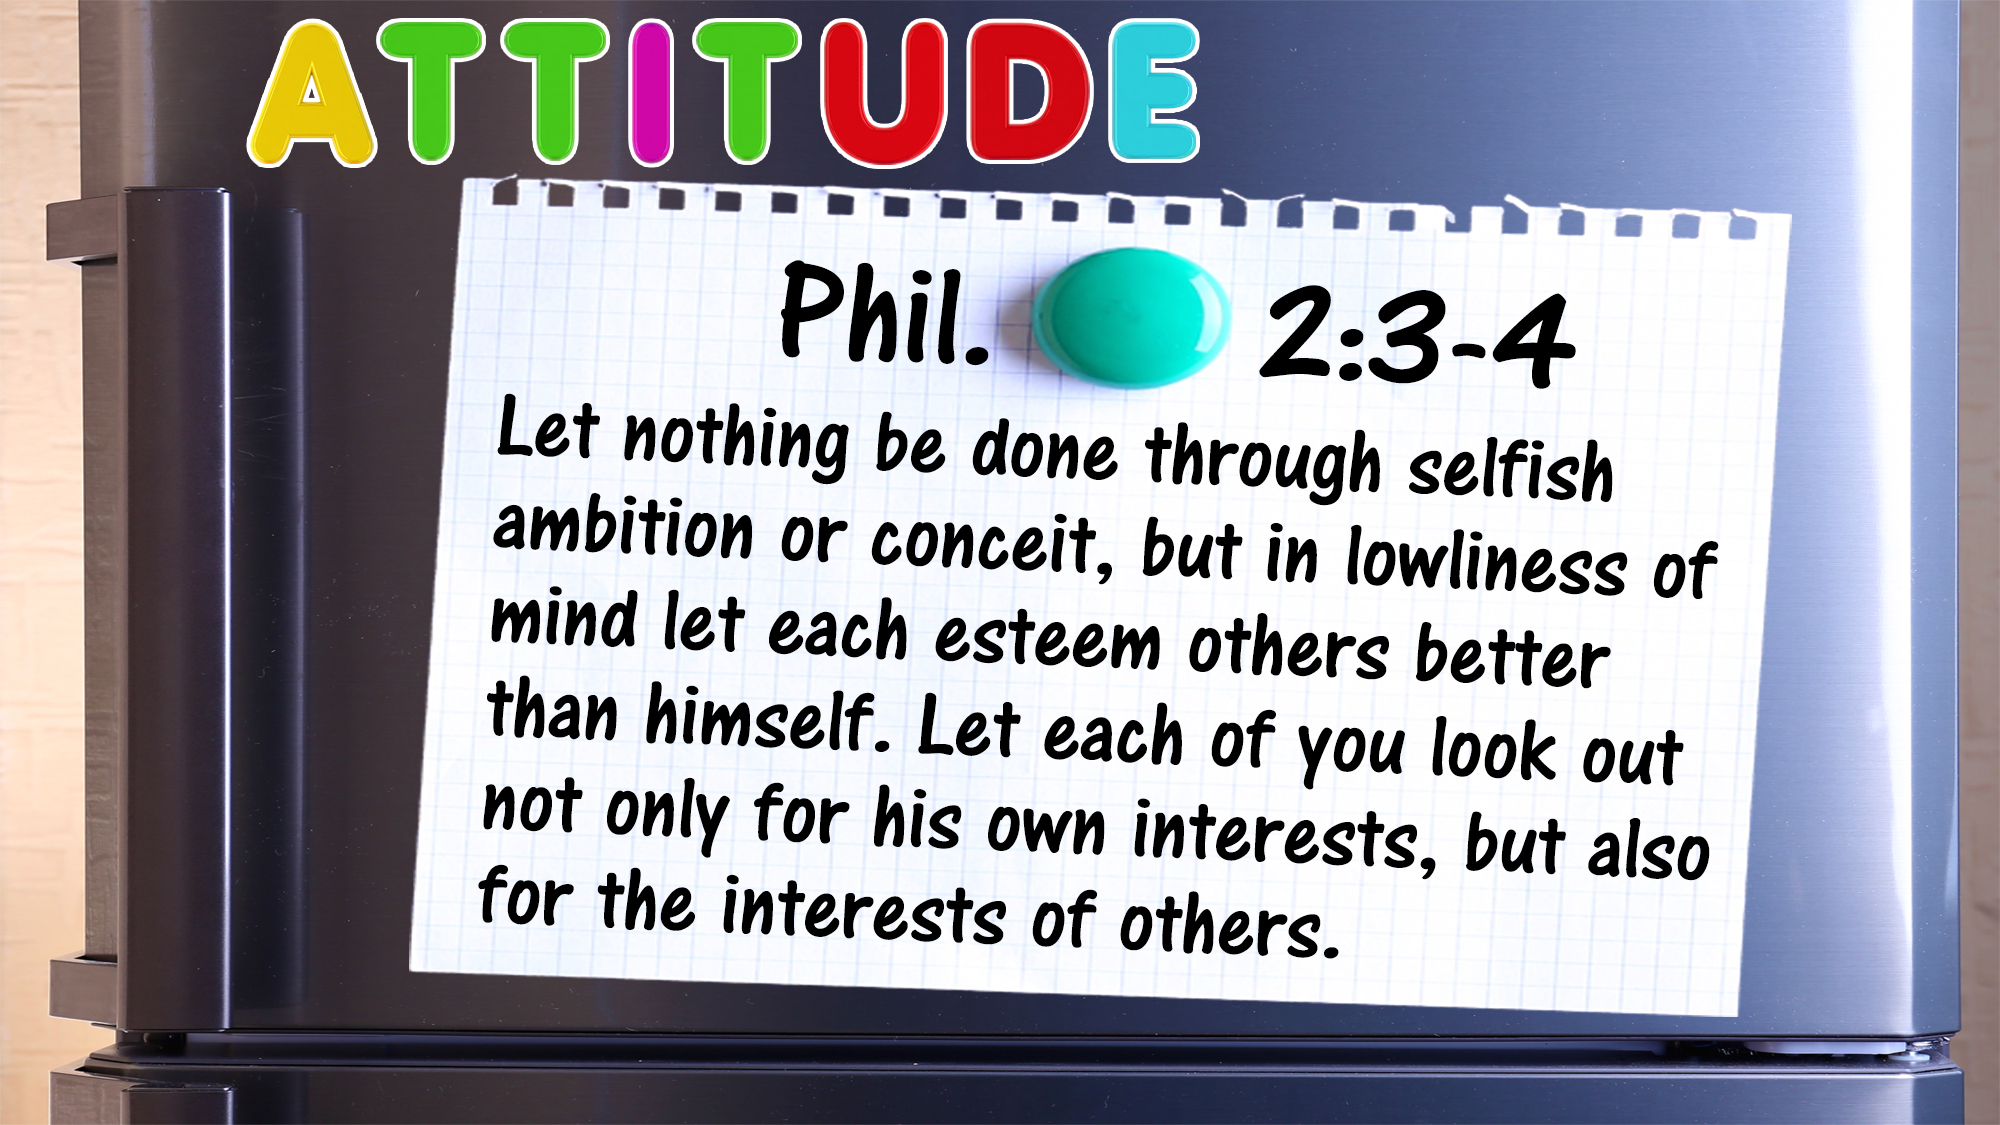 ATTITUDE
Phil. 2:3-4
Let nothing be done through selfish
ambition or conceit, but in lowliness of
mind let each esteem others better
than himself. Let each of you look out
not only for his own interests, but also
for the interests of others.